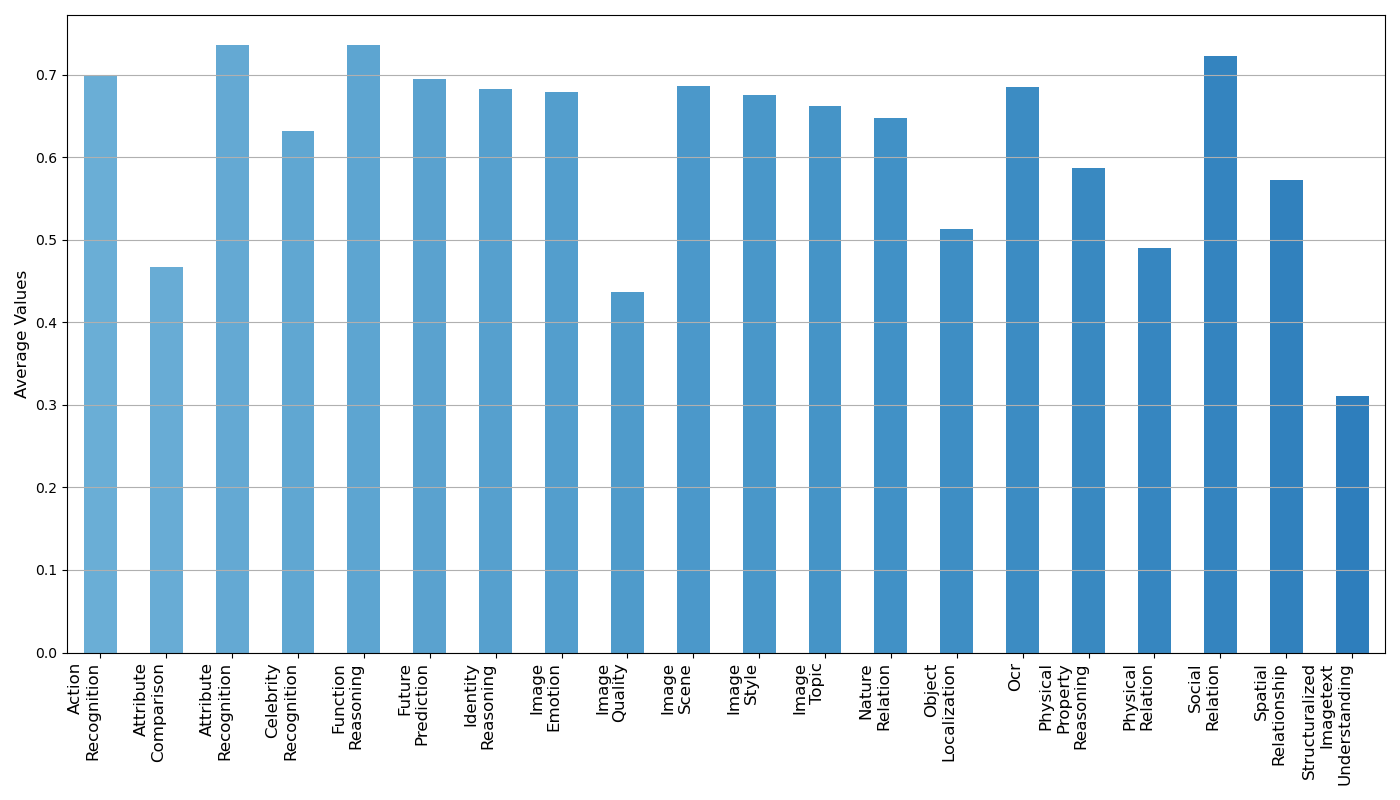 Average Values
0.7
0.6
0.5
0.4
0.3
0.2
0.1
0.0
Action
Recognition
Attribute
Comparison
Attribute
Recognition
Celebrity
Recognition
Function
Reasoning
Future
Prediction
Identity
Reasoning
Image
Emotion
Image
Quality
Image
Scene
Image
Style
Image
Topic
Nature
Relation
Object
Localization
Ocr
Physical
Property
Reasoning
Physical
Relation
Social
Relation
Spatial
Relationship
Structuralized
Imagetext
Understanding